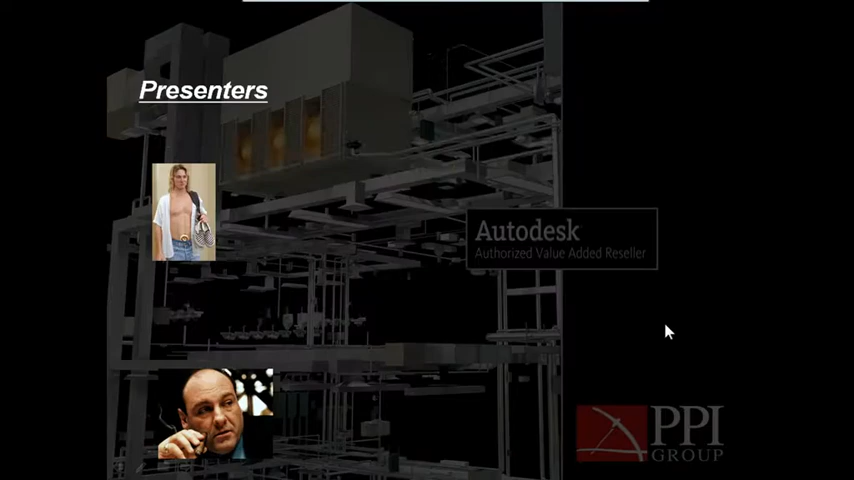 Presenters
Autodesk
Authorized Value Added Reseller
PPI
GROUP